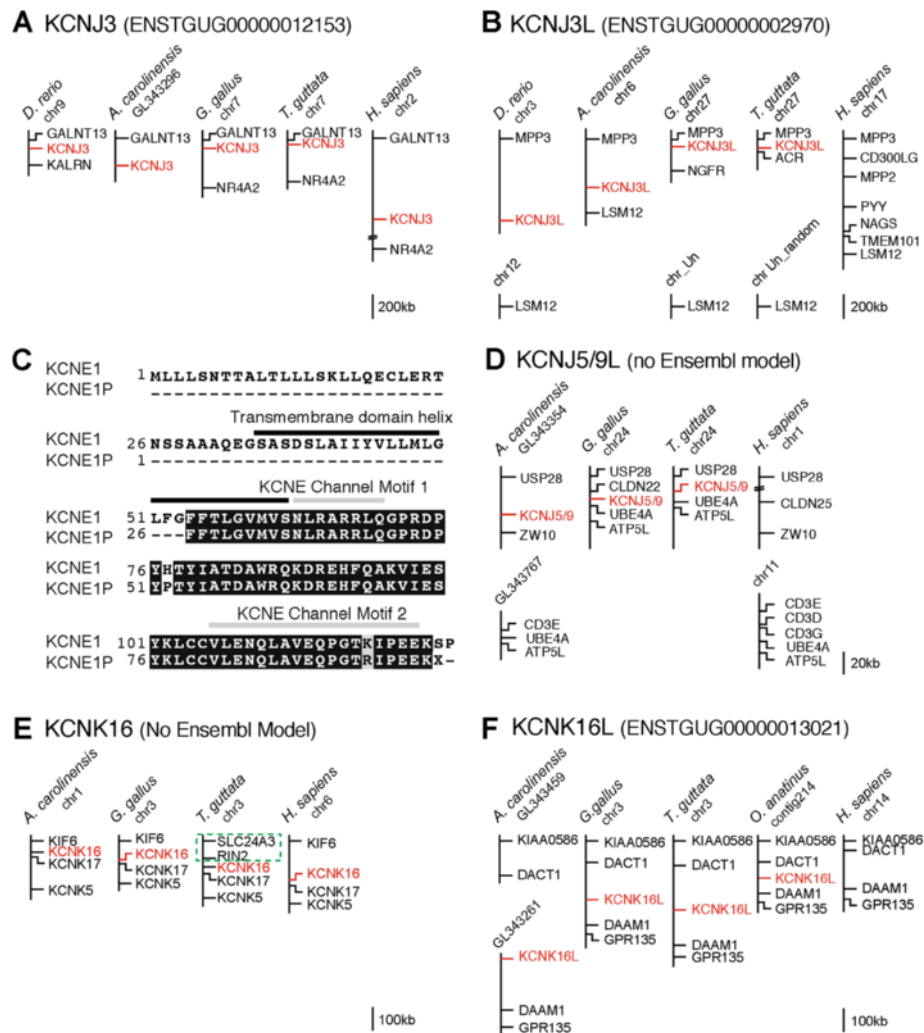 A KCNJ3 (ENSTGUG00000012153)
D. rerio
chr9
A. carolinensis
GL343296
G. gallus
chr7
T. guttata
chr7
H. sapiens
chr2
GALNT13
KCNJ3
KALRN
GALNT13
KCNJ3
GALNT13
KCNJ3
NR4A2
GALNT13
KCNJ3
NR4A2
GALNT13
KCNJ3
NR4A2
200kb
B KCNJ3L (ENSTGUG00000002970)
D. rerio
chr3
A. carolinensis
chr6
G. gallus
chr27
T. guttata
chr27
H. sapiens
chr17
MPP3
KCNJ3L
chr12
LSM12
MPP3
KCNJ3L
LSM12
MPP3
KCNJ3L
NGFR
chr_Un
LSM12
MPP3
KCNJ3L
ACR
chr Un_random
LSM12
MPP3
CD300LG
MPP2
PYY
NAGS
TMEM101
LSM12
200kb
C
KCNE1 1 MLLLSNTTALTLLLSKLLQECLERT
KCNE1P -------------------------
Transmembrane domain helix
KCNE1 26 NSSAAAQEGSASDSLAIIYVLLMLG
KCNE1P 1 -------------------------
KCNE Channel Motif 1
KCNE1 51 LFGFFTLGVMVSNLRARRLQGPRDP
KCNE1P 26 ---FFTLGVMVSNLRARRLQGPRDP
KCNE1 76 YHTYIATDAWRQKDREHFQAKVIES
KCNE1P 51 YPTYIATDAWRQKDREHFQAKVIES
KCNE Channel Motif 2
KCNE1 101 YKLCCVLENQLAVEQPGTKIPEEKSP
KCNE1P 76 YKLCCVLENQLAVEQPGTRIPEEKX-
D KCNJ5/9L (no Ensembl model)
A. carolinensis
GL343354
G. gallus
chr24
T. guttata
chr24
H. sapiens
chr1
USP28
KCNJ5/9
ZW10
GL343767
CD3E
UBE4A
ATP5L
USP28
CLDN22
KCNJ5/9
UBE4A
ATP5L
USP28
KCNJ5/9
UBE4A
ATP5L
USP28
CLDN25
ZW10
chr11
CD3E
CD3D
CD3G
UBE4A
ATP5L
20kb
E KCNK16 (No Ensembl Model)
A. carolinensis
chr1
G. gallus
chr3
T. guttata
chr3
H. sapiens
chr6
KIF6
KCNK16
KCNK17
KCNK5
KIF6
KCNK16
KCNK17
KCNK5
SLC24A3
RIN2
KCNK16
KCNK17
KCNK5
KIF6
KCNK16
KCNK17
KCNK5
100kb
F KCNK16L (ENSTGUG00000013021)
A. carolinensis
GL343459
G.gallus
chr3
T. guttata
chr3
O. anatinus
contig214
H. sapiens
chr14
KIAA0586
DACT1
GL343261
KCNK16L
DAAM1
GPR135
KIAA0586
DACT1
KCNK16L
DAAM1
GPR135
KIAA0586
DACT1
KCNK16L
DAAM1
GPR135
KIAA0586
DACT1
KCNK16L
DAAM1
GPR135
KIAA0586
DACT1
DAAM1
GPR135
100kb